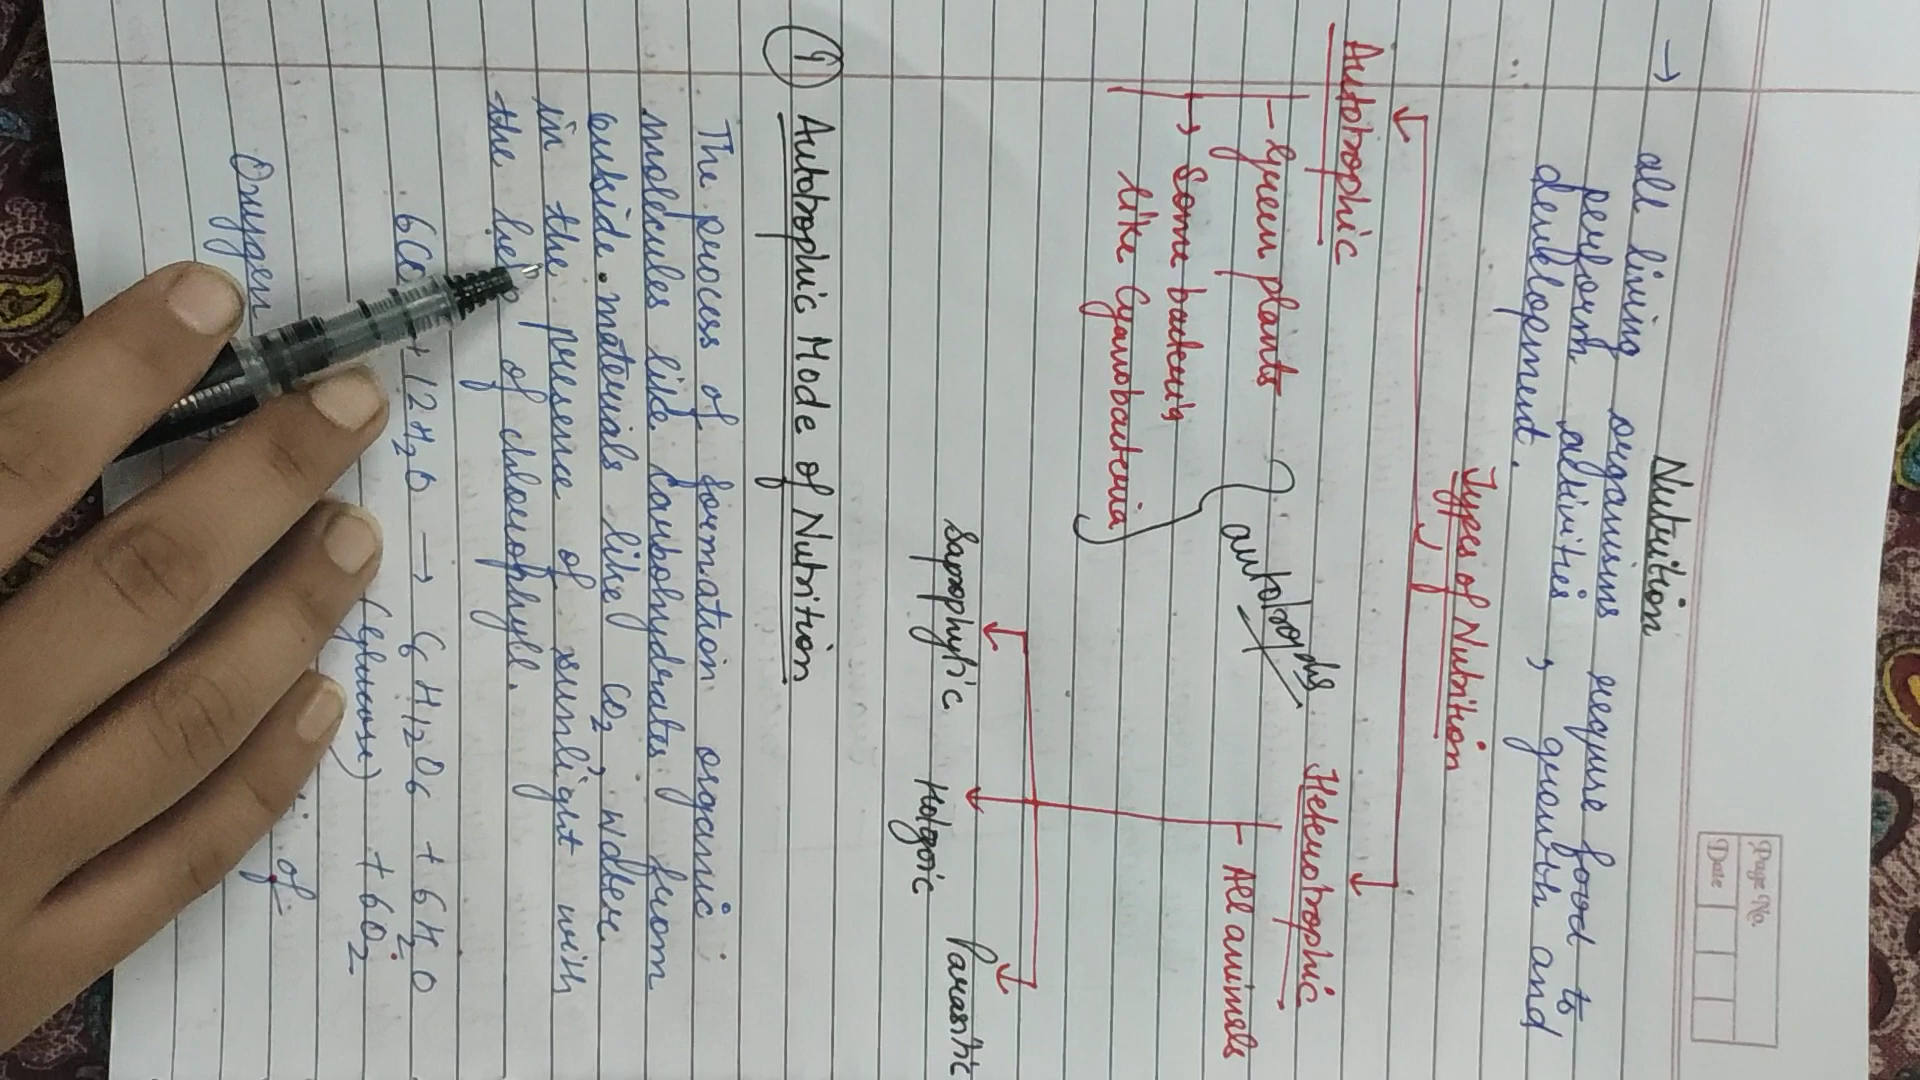 Page No.
Date
Nutrition
→ all living organisms require food to
perform activities, growth and
development.
Types of Nutrition
Autotrophic
Heterotrophic
- Green plants
- All animals
→ Some bacteria
like Cyanobacteria
autotrophs
Saprophytic Holozoic Parasitic
① Autotrophic Mode of Nutrition
The process of formation organic
molecules like Carbohydrates from
outside materials like CO2, water
in the presence of sunlight with
the help of chlorophyll.
6CO + 12H2O → C6H12O6 + 6H2O
(glucose) + 6O2
Oxygen
of